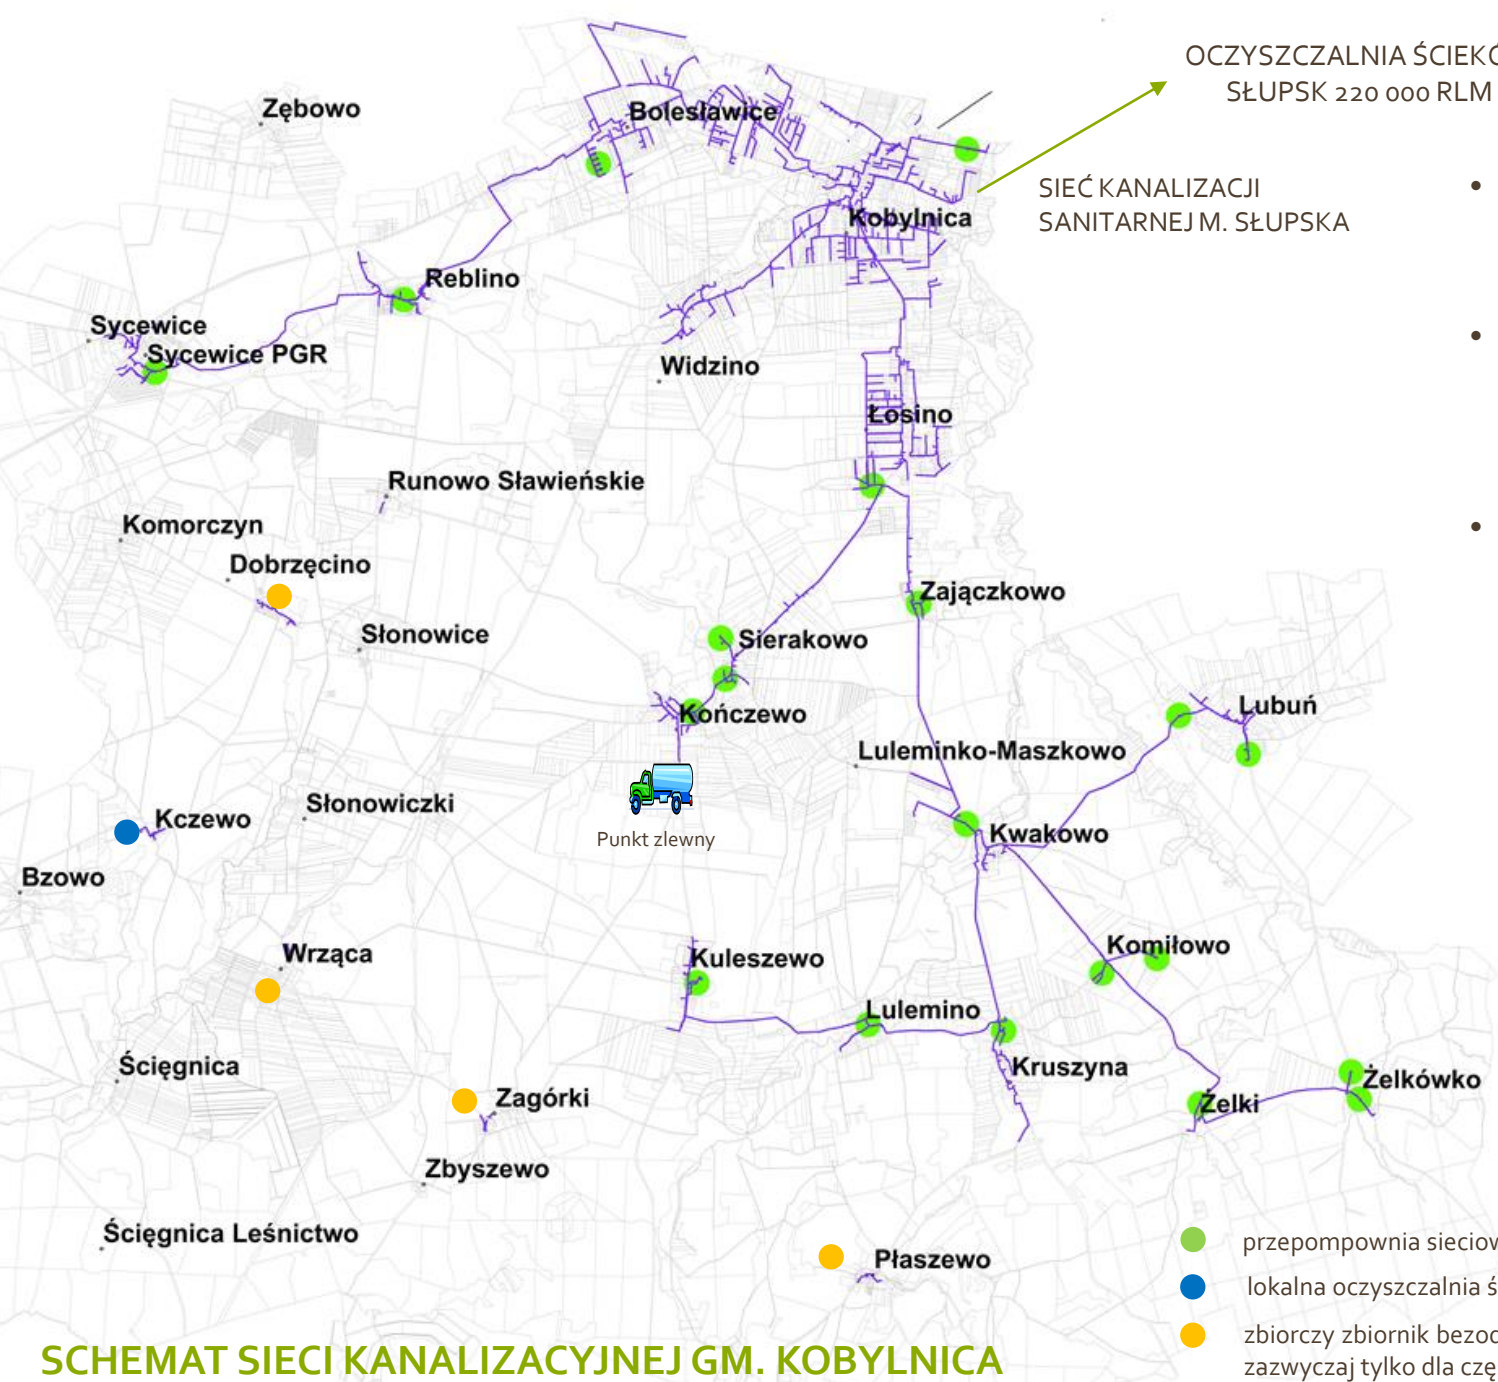 OCZYSZCZALNIA ŚCIEKÓ
SŁUPSK 220 000 RLM
Zębowo
Bolesławice
SIEĆ KANALIZACJI
SANITARNEJ M. SŁUPSKA
Kobylnica
Reblino
Sycewice
Sycewice PGR
Widzino
Łosino
Runowo Sławieńskie
Komorczyn
Dobrzęcino
Zajączkowo
Słonowice
Sierakowo
Kończewo
Lubuń
Luleminko-Maszkowo
Słonowiczki
Kczewo
Punkt zlewny
Kwakowo
Bzowo
Wrząca
Kuleszewo
Komiłowo
Lulemino
Ścięgnica
Kruszyna
Żelkówko
Zagórki
Żelki
Zbyszewo
Ścięgnica Leśnictwo
Płaszewo
przepompownia sieciow
lokalna oczyszczalnia ś
zbiorczy zbiornik bezod
zazwyczaj tylko dla czę
SCHEMAT SIECI KANALIZACYJNEJ GM. KOBYLNICA